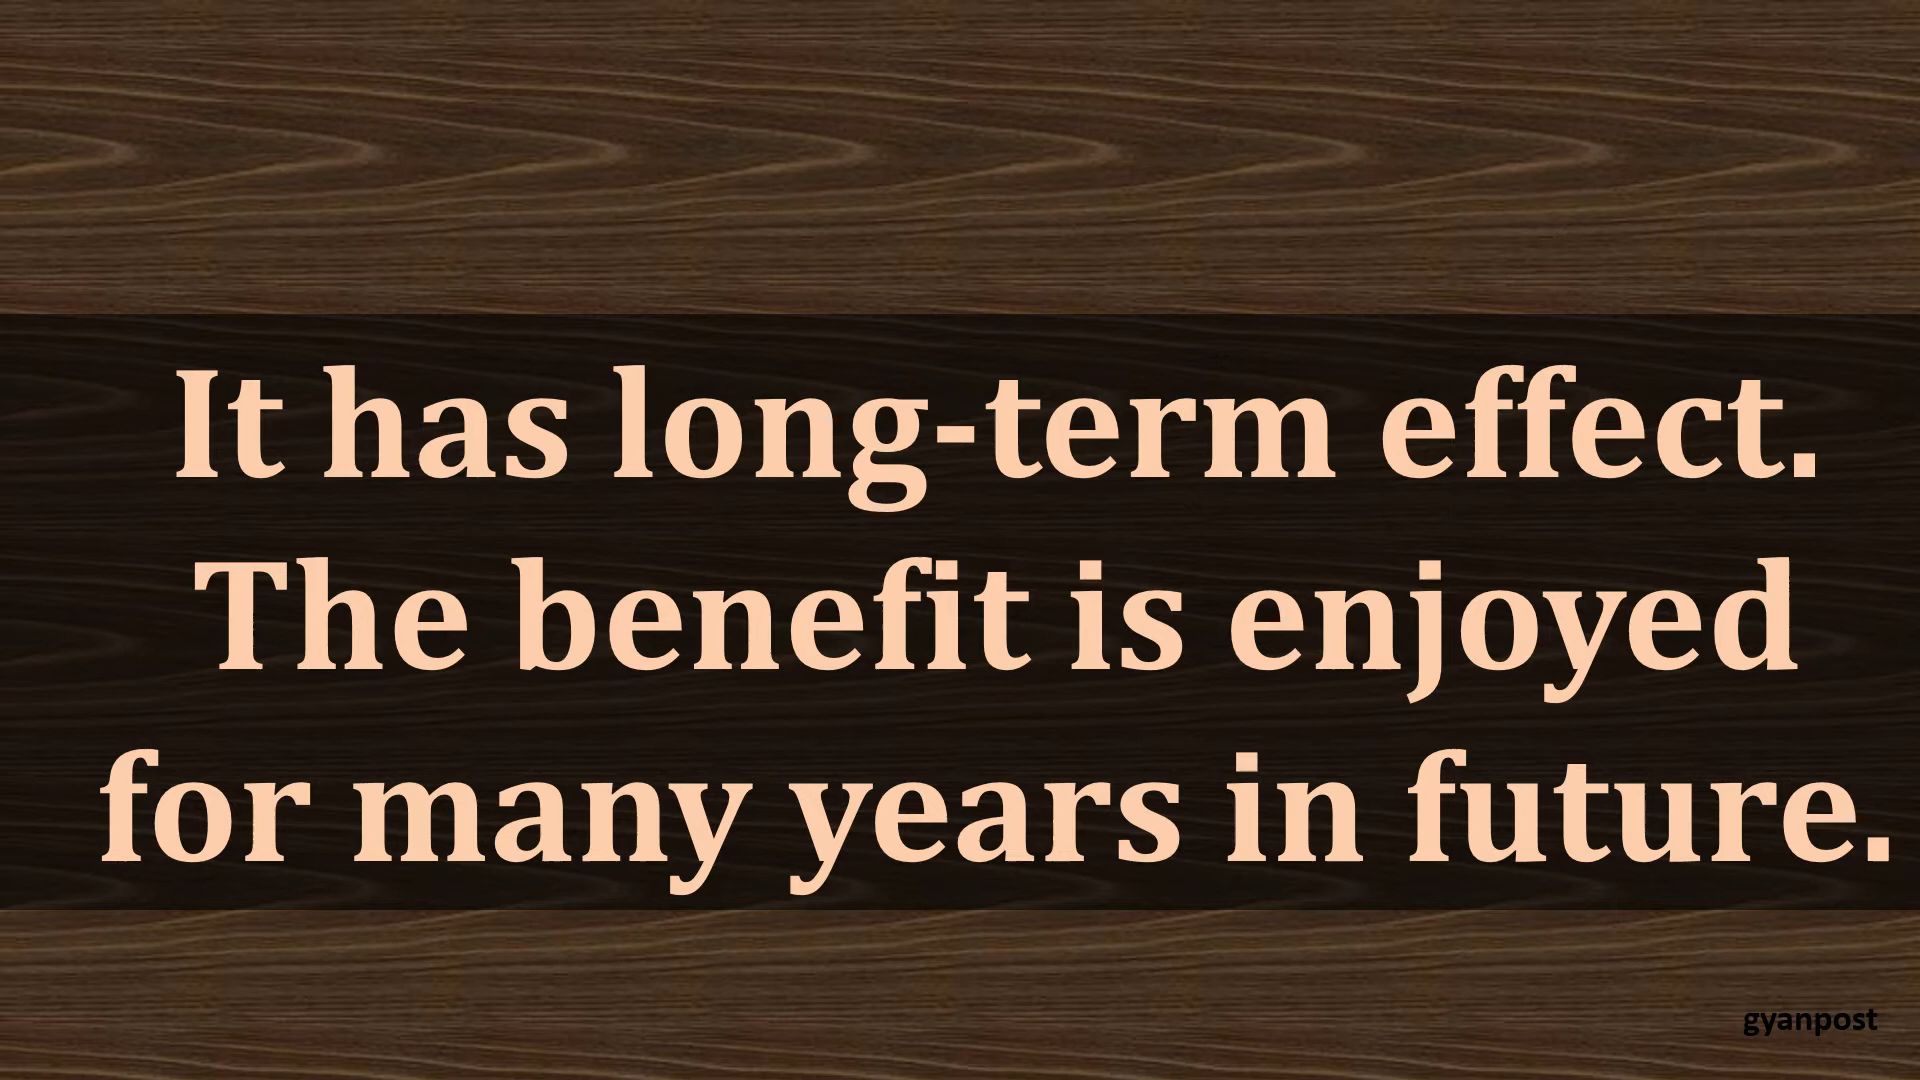 It has long-term effect.
The benefit is enjoyed
for many years in future.
gyanpost